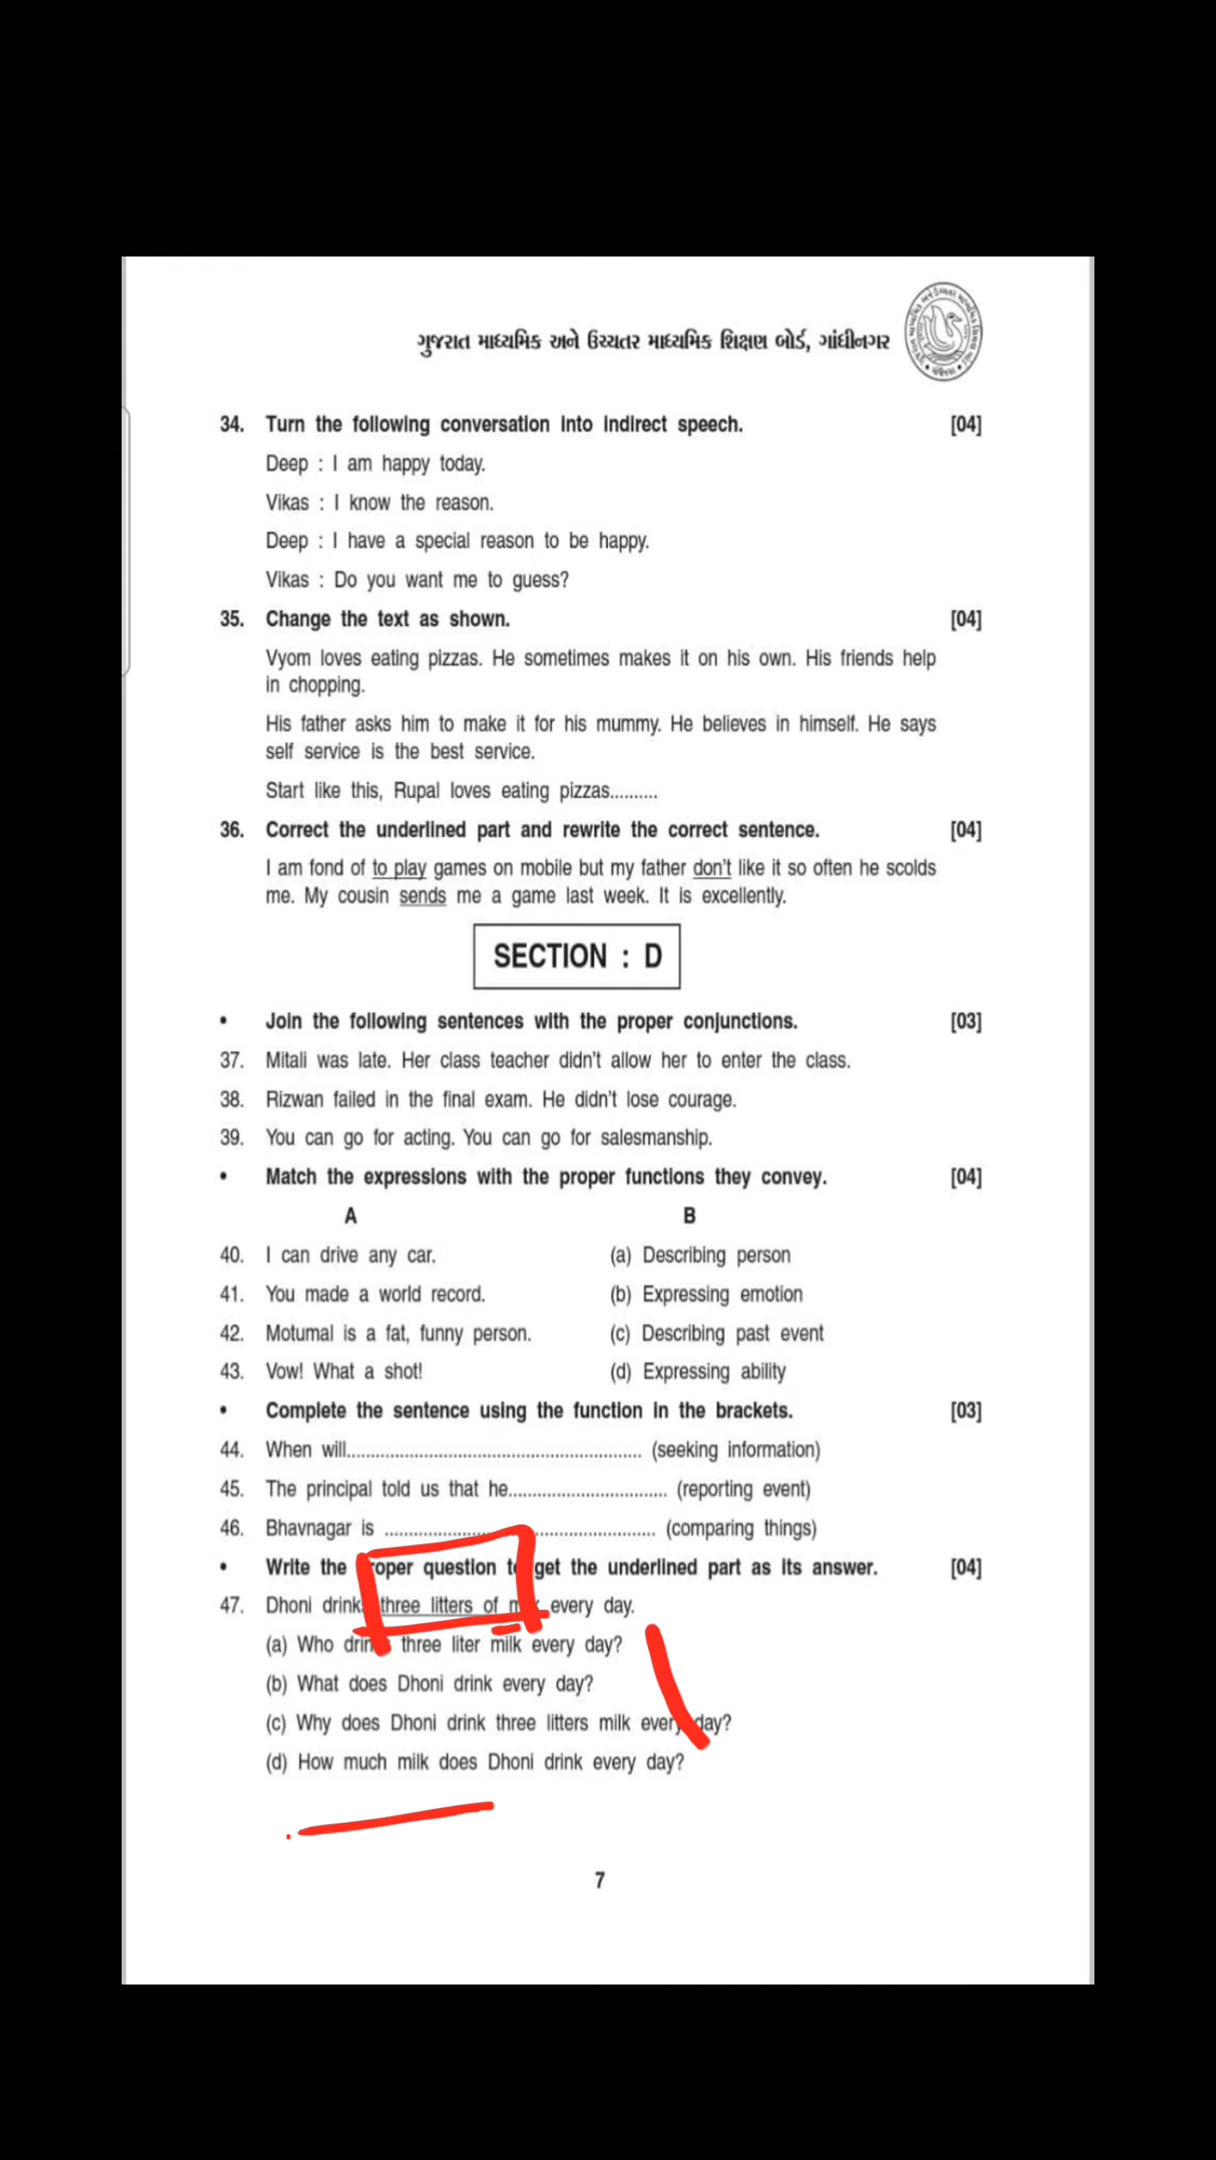 ગુજરાત માધ્યમિક અને ઉચ્ચતર માધ્યમિક શિક્ષણ બોર્ડ, ગાંધીનગર
34. Turn the following conversation into indirect speech. [04]
Deep : I am happy today.
Vikas : I know the reason.
Deep : I have a special reason to be happy.
Vikas : Do you want me to guess?
35. Change the text as shown. [04]
Vyom loves eating pizzas. He sometimes makes it on his own. His friends help
in chopping.
His father asks him to make it for his mummy. He believes in himself. He says
self service is the best service.
Start like this, Rupal loves eating pizzas..........
36. Correct the underlined part and rewrite the correct sentence. [04]
I am fond of to play games on mobile but my father don't like it so often he scolds
me. My cousin sends me a game last week. It is excellently.
SECTION : D
• Join the following sentences with the proper conjunctions. [03]
37. Mitali was late. Her class teacher didn't allow her to enter the class.
38. Rizwan failed in the final exam. He didn't lose courage.
39. You can go for acting. You can go for salesmanship.
• Match the expressions with the proper functions they convey. [04]
A B
40. I can drive any car. (a) Describing person
41. You made a world record. (b) Expressing emotion
42. Motumal is a fat, funny person. (c) Describing past event
43. Vow! What a shot! (d) Expressing ability
• Complete the sentence using the function in the brackets. [03]
44. When will............................................................ (seeking information)
45. The principal told us that he................................ (reporting event)
46. Bhavnagar is ....................................................... (comparing things)
• Write the proper question to get the underlined part as its answer. [04]
47. Dhoni drinks three litters of milk every day.
(a) Who drinks three liter milk every day?
(b) What does Dhoni drink every day?
(c) Why does Dhoni drink three litters milk every day?
(d) How much milk does Dhoni drink every day?
7